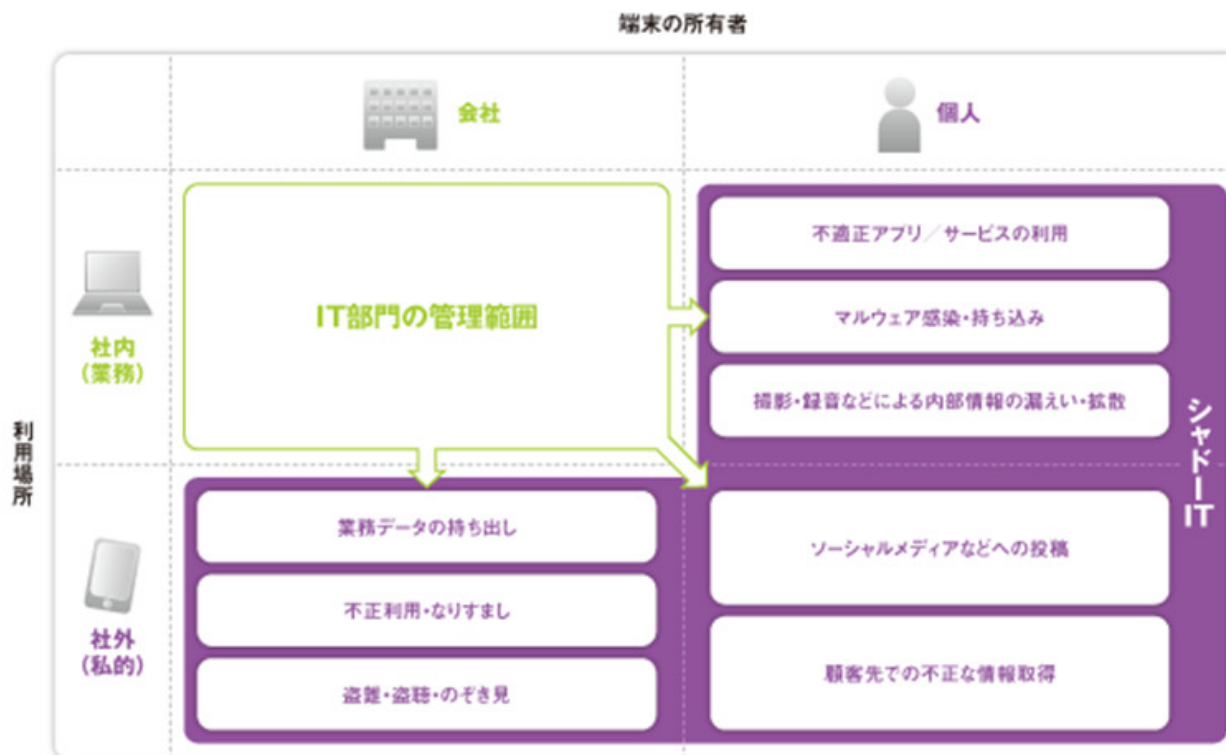 端末の所有者
会社
個人
利用場所
社内
(業務)
IT部門の管理範囲
不適正アプリ／サービスの利用
マルウェア感染・持ち込み
撮影・録音などによる内部情報の漏えい・拡散
シャドーIT
社外
(私的)
業務データの持ち出し
不正利用・なりすまし
盗難・盗聴・のぞき見
ソーシャルメディアなどへの投稿
顧客先での不正な情報取得